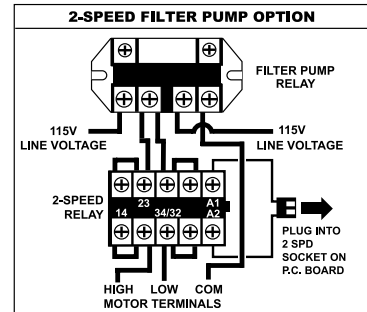 2-SPEED FILTER PUMP OPTION
FILTER PUMP
RELAY
115V
LINE VOLTAGE
115V
LINE VOLTAGE
2-SPEED
RELAY
23
14
34/32
A1
A2
PLUG INTO
2 SPD
SOCKET ON
P.C. BOARD
HIGH LOW COM
MOTOR TERMINALS